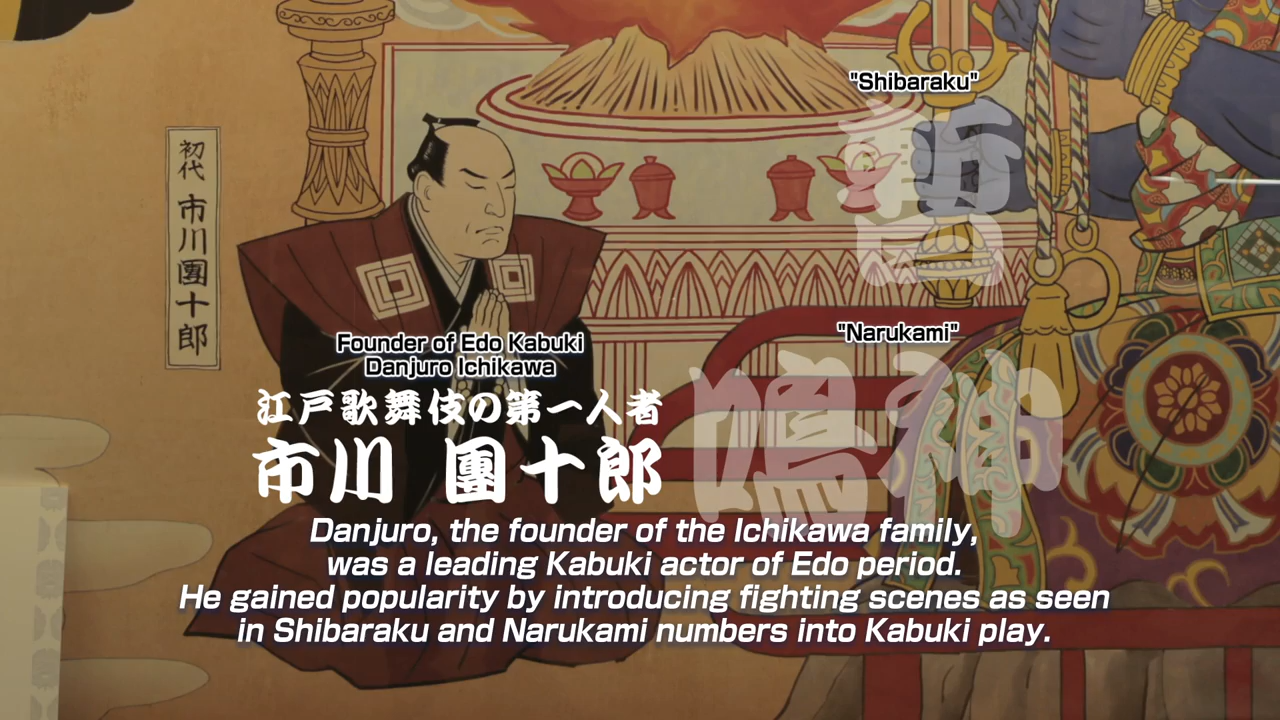 初代 市川團十郎
"Shibaraku"
暫
"Narukami"
鳴神
Founder of Edo Kabuki
Danjuro Ichikawa
江戸歌舞伎の第一人者
市川 團十郎
Danjuro, the founder of the Ichikawa family,
was a leading Kabuki actor of Edo period.
He gained popularity by introducing fighting scenes as seen
in Shibaraku and Narukami numbers into Kabuki play.